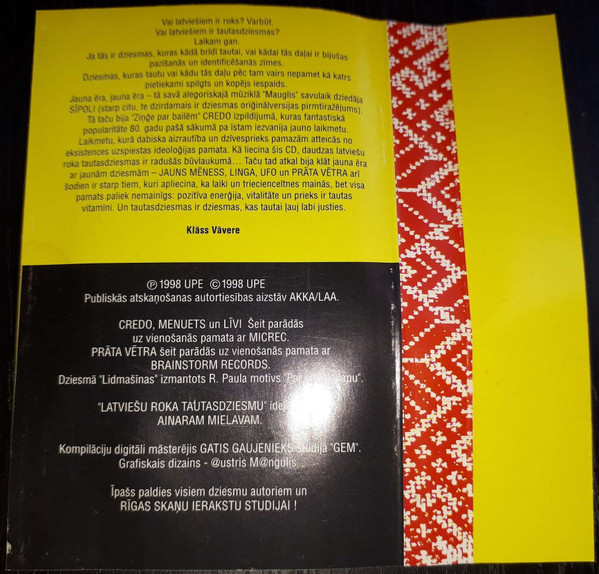 Vai latviešiem ir roks? Varbūt.
Vai latviešiem ir tautasdziesmas?
Laikam gan.
Ja tās ir dziesmas, kuras kādā brīdī tautai, vai kādai tās daļai ir bijušas
pazīšanās un identificēšanās zīmes.
Dziesmas, kuras tautu vai kādu tās daļu pēc tam vairs nepamet kā katrs
pietiekami spilgts un kopējs iespaids.
Jauna ēra, jauna ēra – tā savā alegoriskajā mūziklā "Mauglis" savulaik dziedāja
SĪPOLI (starp citu, te dzirdamais ir dziesmas oriģinālversijas pirmtiražējums).
Tā taču bija "Ziņģe par bailēm" CREDO izpildījumā, kuras fantastiskā
popularitāte 80. gadu pašā sākumā pa īstam iezvanīja jauno laikmetu.
Laikmetu, kurā dabiska aizrautība un dzīvesprieks pamazām atteicās no
eksistences uzspiestas ideoloģijas pamata. Kā liecina šis CD, daudzas latviešu
roka tautasdziesmas ir radušās būvlaukumā... Taču tad atkal bija klāt jauna ēra
ar jaunām dziesmām – JAUNS MĒNESS, LINGA, UFO un PRĀTA VĒTRA arī
šodien ir starp tiem, kuri apliecina, ka laiki un triecienceltnes mainās, bet visa
pamats paliek nemainīgs: pozitīva enerģija, vitalitāte un prieks ir tautas
vitamīni. Un tautasdziesmas ir dziesmas, kas tautai ļauj labi justies.
Klāss Vāvere
℗ 1998 UPE © 1998 UPE
Publiskās atskaņošanas autortiesības aizstāv AKKA/LAA.
CREDO, MENUETS un LĪVI Šeit parādās
uz vienošanās pamata ar MICREC.
PRĀTA VĒTRA šeit parādās uz vienošanās pamata ar
BRAINSTORM RECORDS.
Dziesmā "Lidmašīnas" izmantots R. Paula motīvs
"LATVIEŠU ROKA TAUTASDZIESMU"
AINARAM MIELAVAM.
Kompilāciju digitāli māsterējis GATIS GAUJENIEKS studijā "GEM".
Grafiskais dizains - @ustris M@ngulis.
Īpašs paldies visiem dziesmu autoriem un
RĪGAS SKAŅU IERAKSTU STUDIJAI !